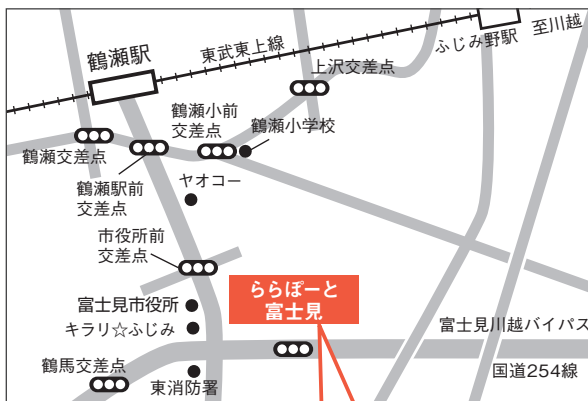 至川越
ふじみ野駅
東武東上線
鶴瀬駅
上沢交差点
鶴瀬小前
交差点
鶴瀬小学校
鶴瀬交差点
鶴瀬駅前
交差点
ヤオコー
市役所前
交差点
ららぽーと
富士見
富士見市役所
キラリ☆ふじみ
富士見川越バイパス
鶴馬交差点
国道254線
東消防署